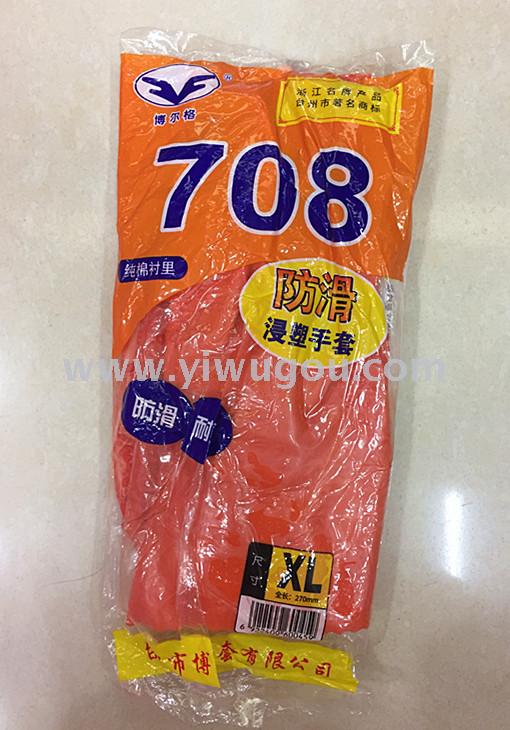 ®
博尔格
浙江名牌产品
台州市著名商标
708
纯棉衬里
防滑
浸塑手套
www.yiwugou.com
防滑
耐
尺寸
XL
全长：270mm
市博
套有限公司